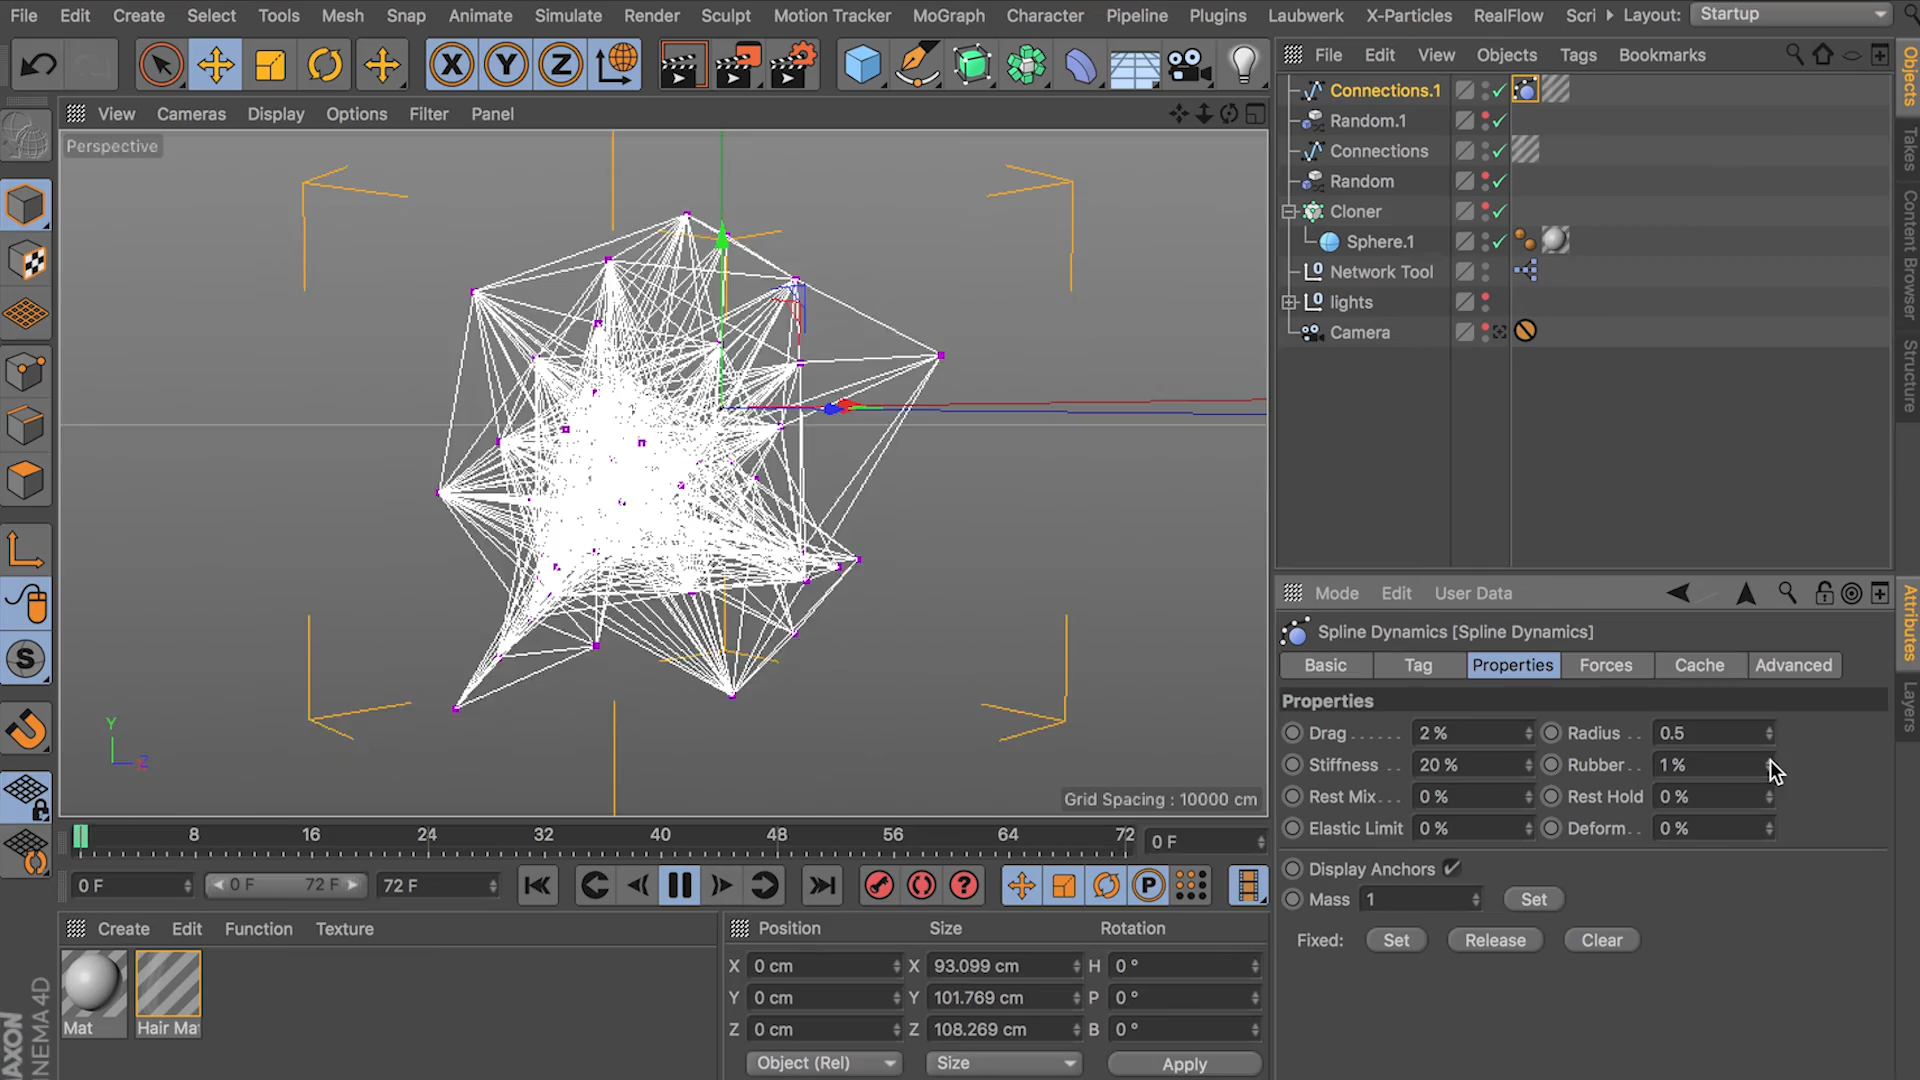 File Edit Create Select Tools Mesh Snap Animate Simulate Render Sculpt Motion Tracker MoGraph Character Pipeline Plugins Laubwerk X-Particles RealFlow Scri Layout: Startup
X Y Z
File Edit View Objects Tags Bookmarks
View Cameras Display Options Filter Panel
Perspective
Connections.1
Random.1
Connections
Random
Cloner
Sphere.1
Network Tool
lights
Camera
Objects
Takes
Content Browser
Structure
Mode Edit User Data
Spline Dynamics [Spline Dynamics]
Basic Tag Properties Forces Cache Advanced
Properties
Drag 2 % Radius 0.5
Stiffness 20 % Rubber 1 %
Rest Mix 0 % Rest Hold 0 %
Elastic Limit 0 % Deform 0 %
Display Anchors
Mass 1 Set
Fixed: Set Release Clear
Attributes
Layers
Y
Z
Grid Spacing : 10000 cm
S
0 8 16 24 32 40 48 56 64 72 0 F
0 F 0 F 72 F 72 F
P
Create Edit Function Texture
Mat Hair Ma
Position Size Rotation
X 0 cm X 93.099 cm H 0 °
Y 0 cm Y 101.769 cm P 0 °
Z 0 cm Z 108.269 cm B 0 °
Object (Rel) Size Apply
AXON
INEMA 4D